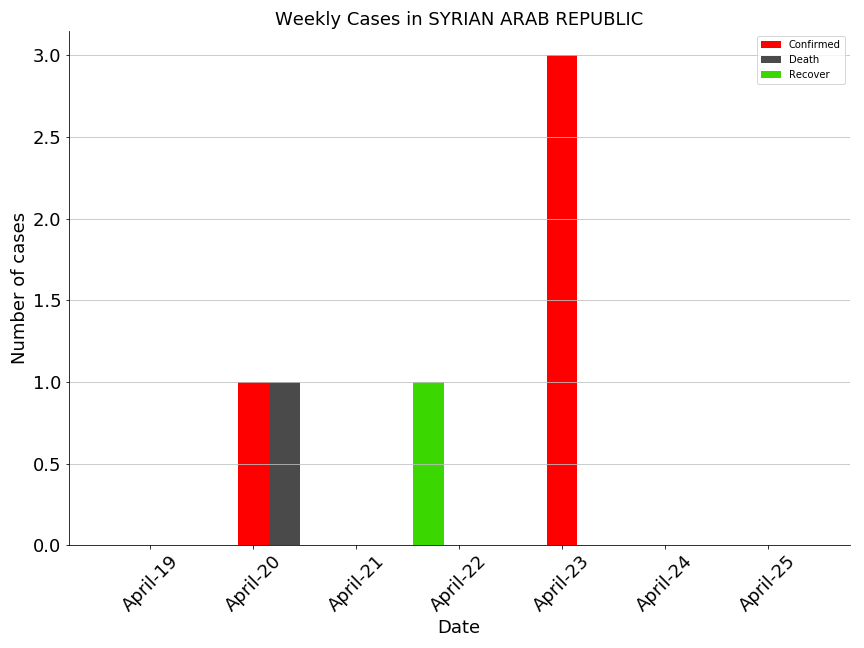 Weekly Cases in SYRIAN ARAB REPUBLIC
Confirmed
Death
Recover
Number of cases
3.0
2.5
2.0
1.5
1.0
0.5
0.0
April-19
April-20
April-21
April-22
April-23
April-24
April-25
Date